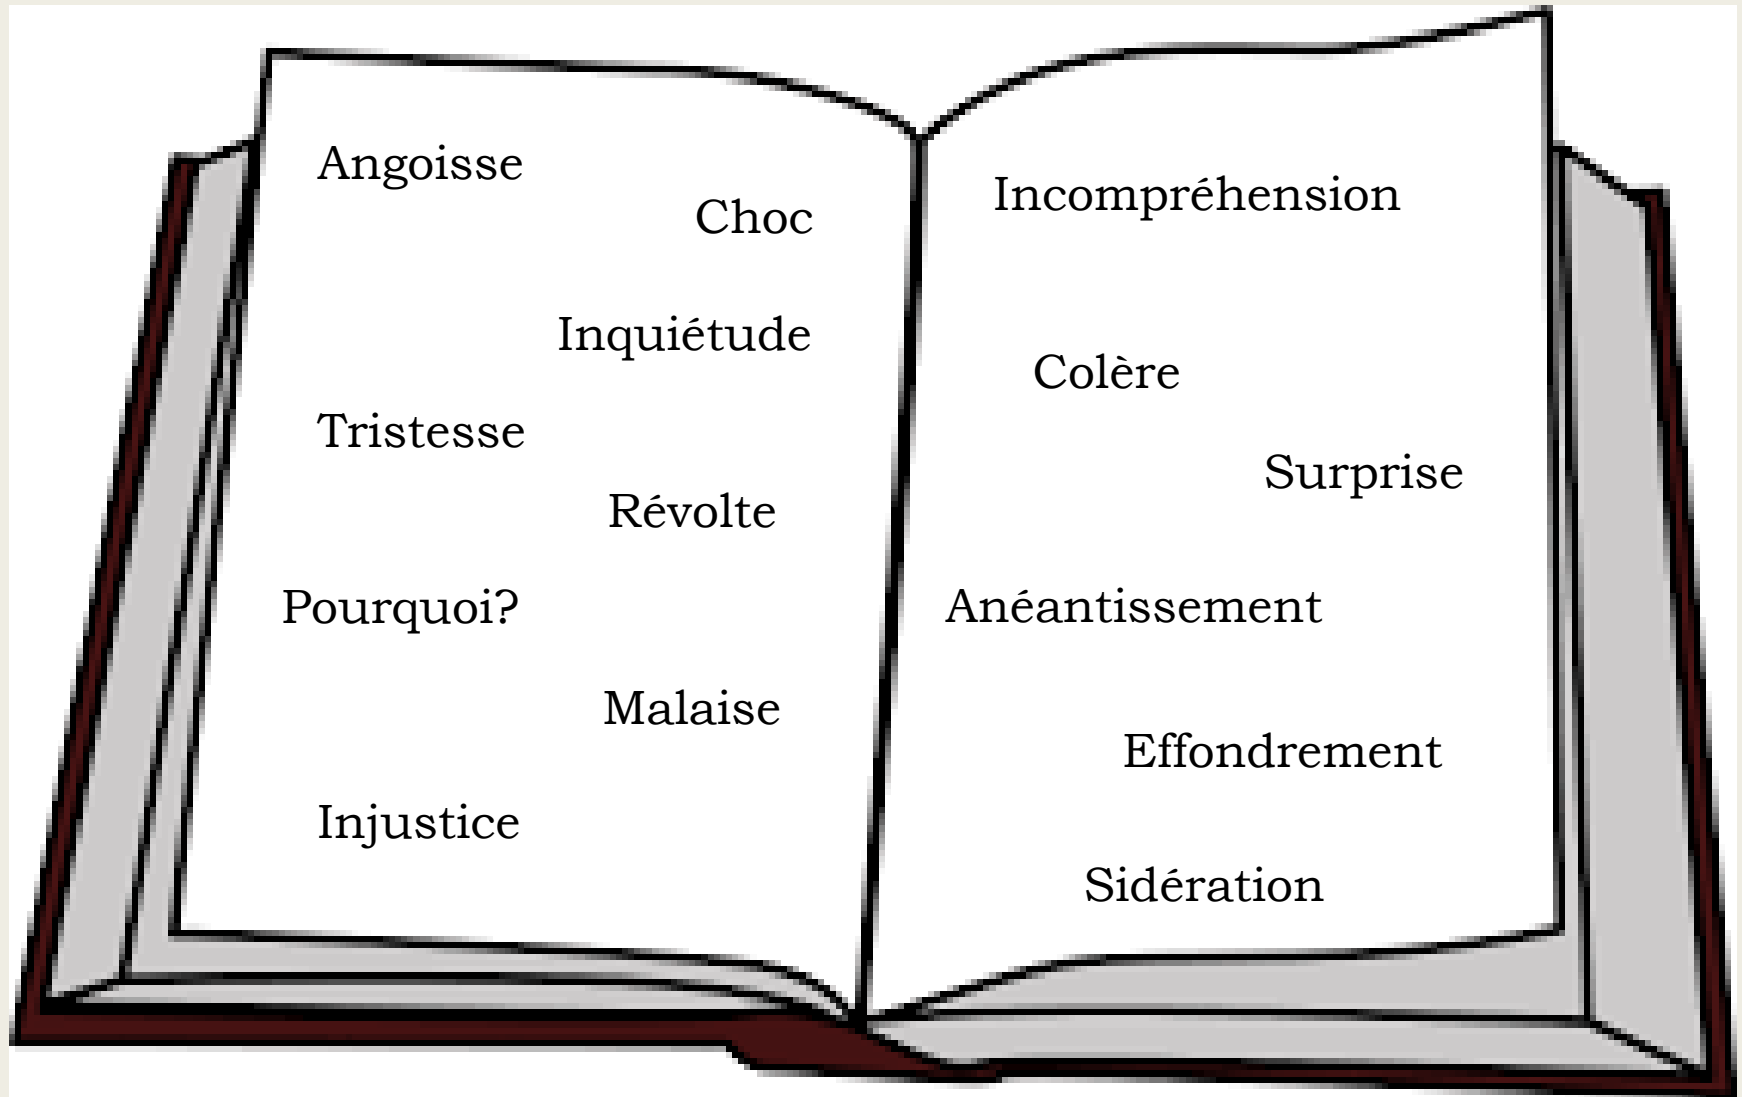 Angoisse
Choc
Inquiétude
Tristesse
Révolte
Pourquoi?
Malaise
Injustice
Incompréhension
Colère
Surprise
Anéantissement
Effondrement
Sidération